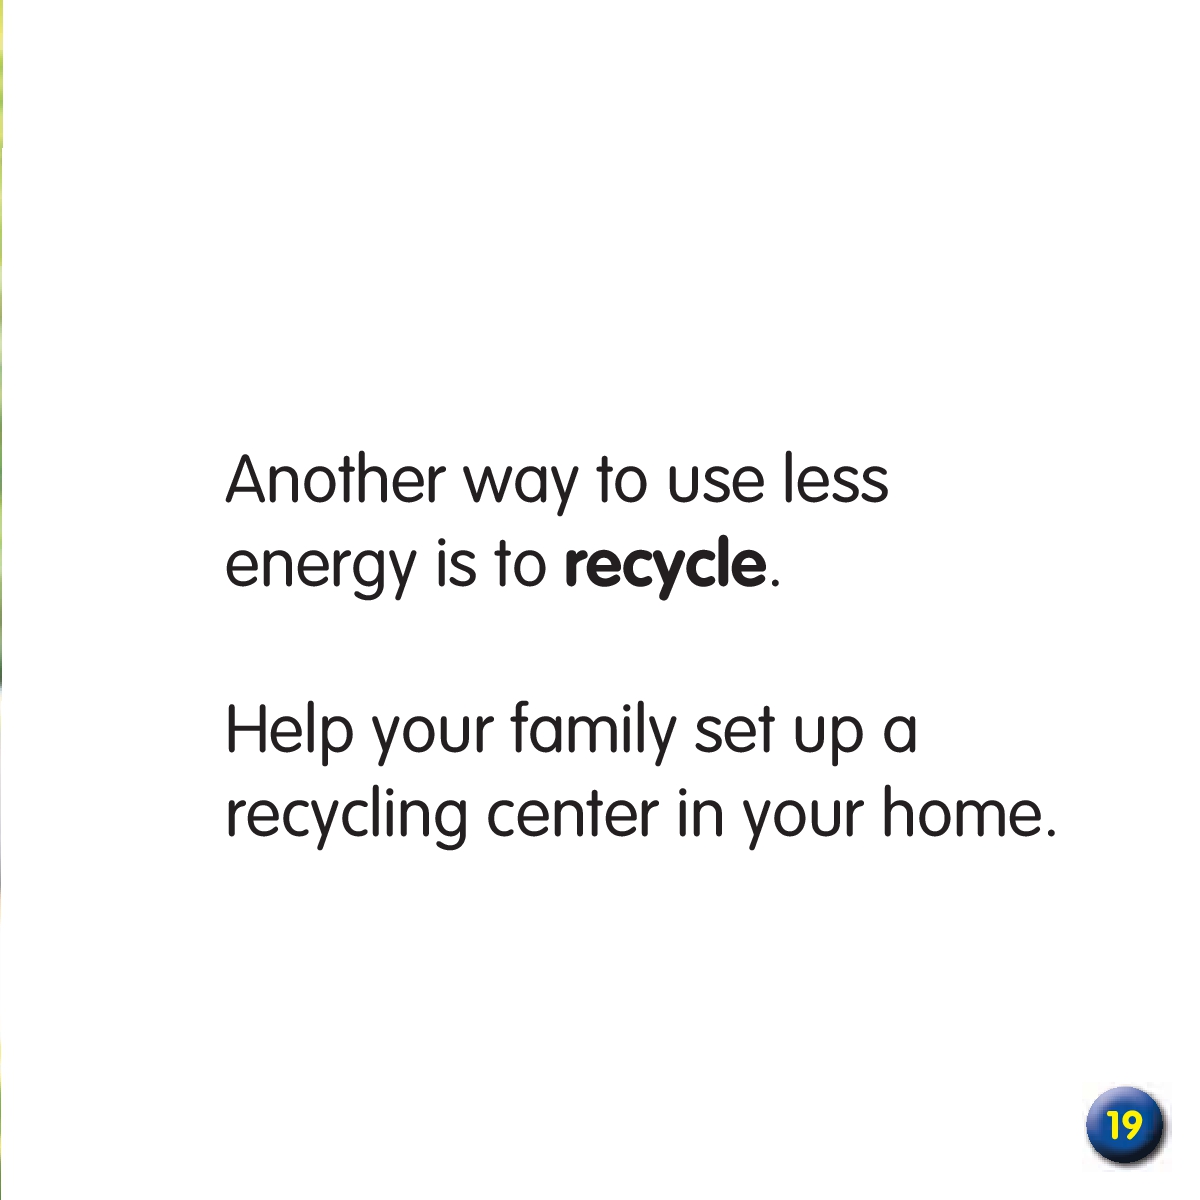 Another way to use less
energy is to recycle.
Help your family set up a
recycling center in your home.
19